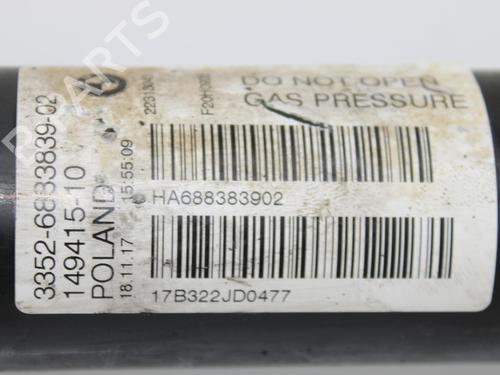 DO NOT OPEN
GAS PRESSURE
HA688383902
17B322JD0477
3352-6883839-02
149415-10
POLAND
18.11.17 15:55:09
B PARTS